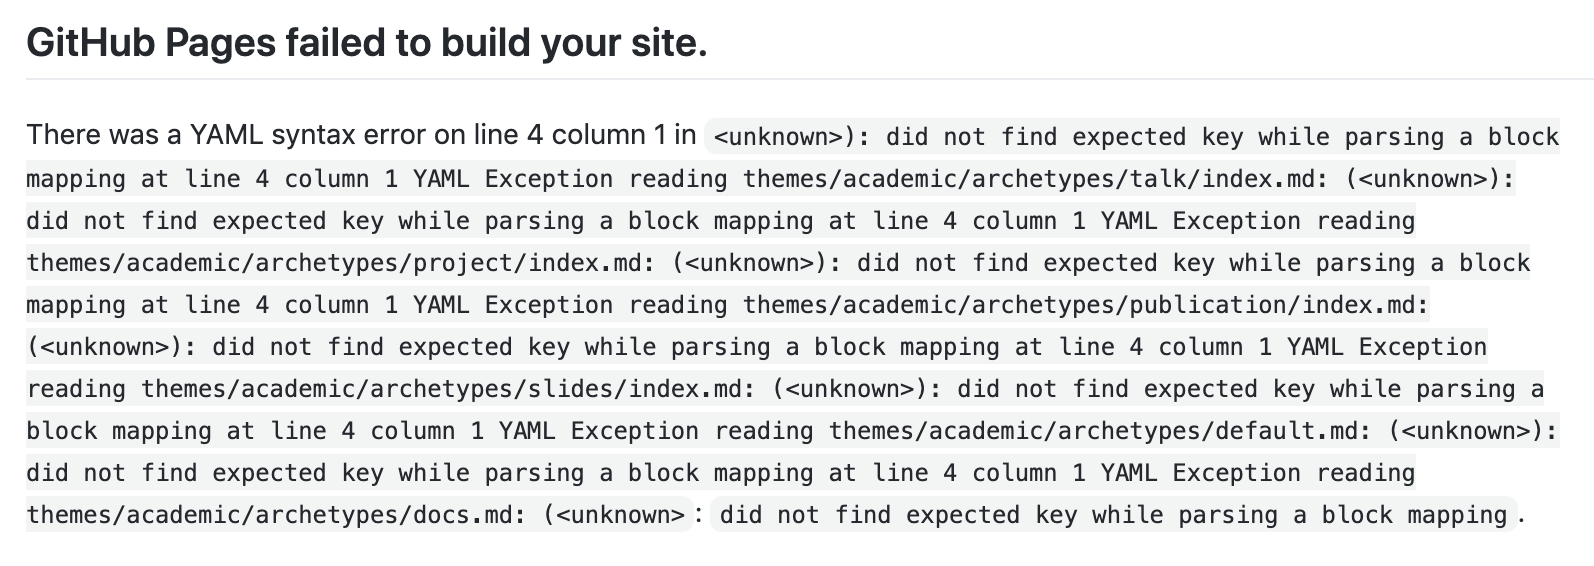 GitHub Pages failed to build your site.
There was a YAML syntax error on line 4 column 1 in <unknown>): did not find expected key while parsing a block
mapping at line 4 column 1 YAML Exception reading themes/academic/archetypes/talk/index.md: (<unknown>):
did not find expected key while parsing a block mapping at line 4 column 1 YAML Exception reading
themes/academic/archetypes/project/index.md: (<unknown>): did not find expected key while parsing a block
mapping at line 4 column 1 YAML Exception reading themes/academic/archetypes/publication/index.md:
(<unknown>): did not find expected key while parsing a block mapping at line 4 column 1 YAML Exception
reading themes/academic/archetypes/slides/index.md: (<unknown>): did not find expected key while parsing a
block mapping at line 4 column 1 YAML Exception reading themes/academic/archetypes/default.md: (<unknown>):
did not find expected key while parsing a block mapping at line 4 column 1 YAML Exception reading
themes/academic/archetypes/docs.md: (<unknown>: did not find expected key while parsing a block mapping.